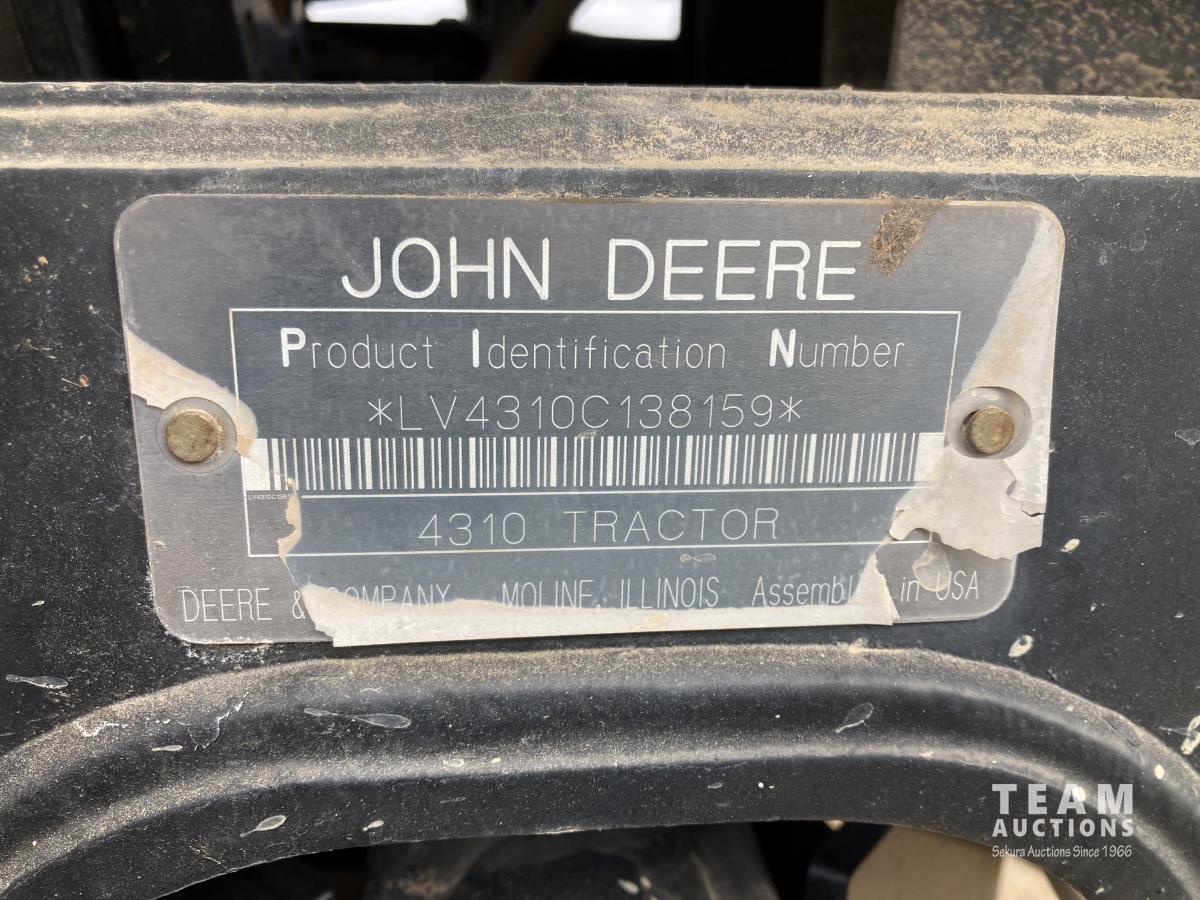 JOHN DEERE
Product Identification Number
*LV4310C138159*
4310 TRACTOR
DEERE & COMPANY MOLINE, ILLINOIS in USA
TEAM
AUCTIONS
Sekura Auctions Since 1966